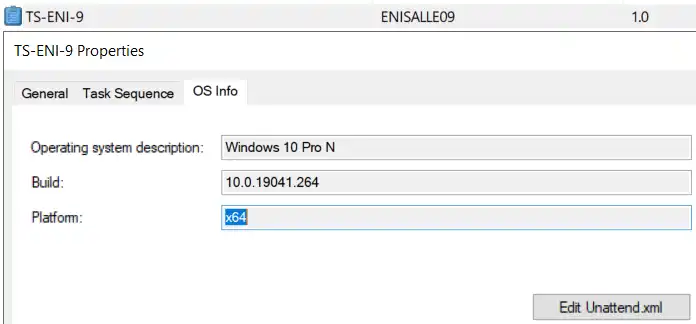 TS-ENI-9 ENISALLE09 1.0
TS-ENI-9 Properties
General Task Sequence OS Info
Operating system description: Windows 10 Pro N
Build: 10.0.19041.264
Platform: x64
Edit Unattend.xml